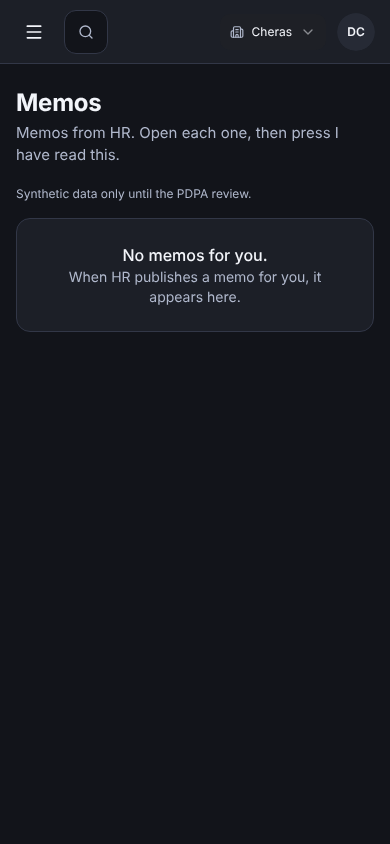 Cheras
DC
Memos
Memos from HR. Open each one, then press I
have read this.
Synthetic data only until the PDPA review.
No memos for you.
When HR publishes a memo for you, it
appears here.